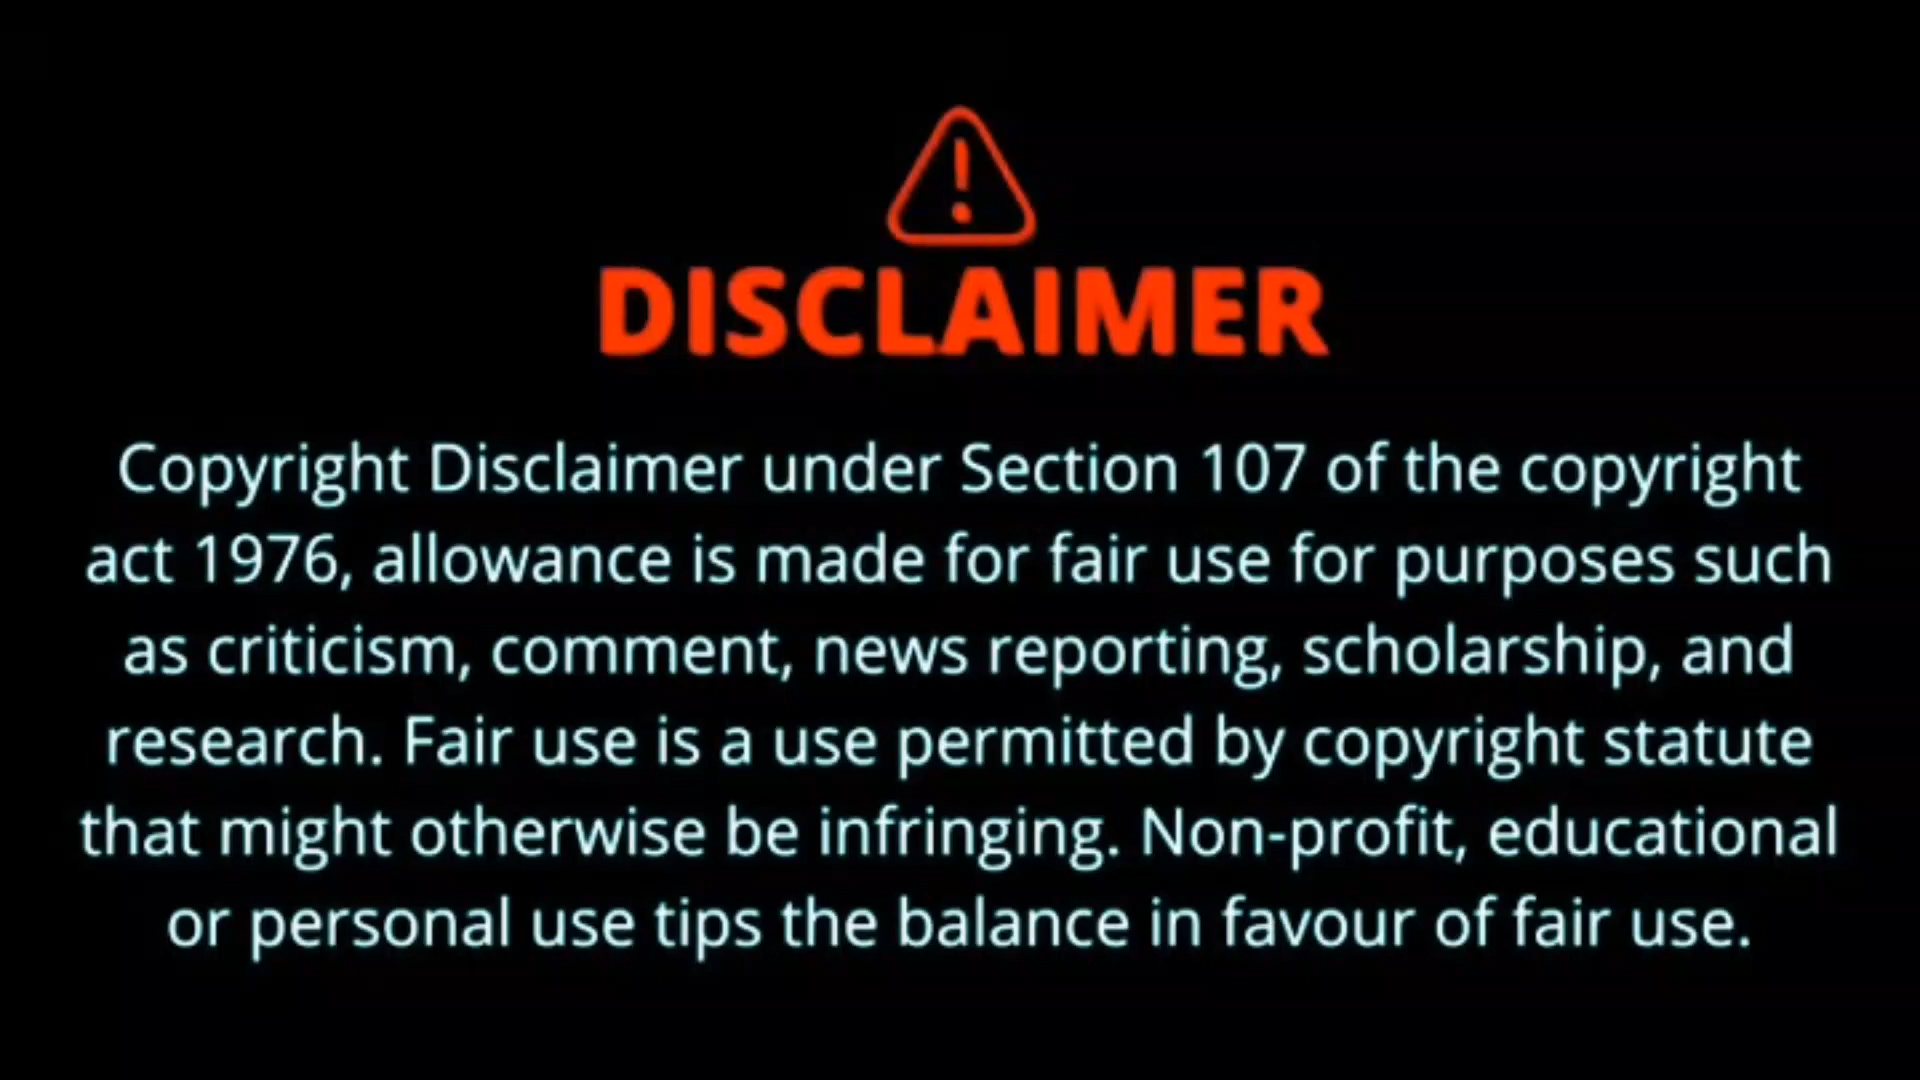 DISCLAIMER
Copyright Disclaimer under Section 107 of the copyright
act 1976, allowance is made for fair use for purposes such
as criticism, comment, news reporting, scholarship, and
research. Fair use is a use permitted by copyright statute
that might otherwise be infringing. Non-profit, educational
or personal use tips the balance in favour of fair use.